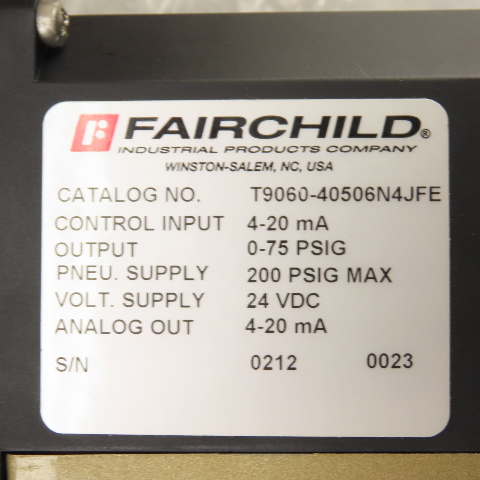 FAIRCHILD®
INDUSTRIAL PRODUCTS COMPANY
WINSTON-SALEM, NC, USA
CATALOG NO. T9060-40506N4JFE
CONTROL INPUT 4-20 mA
OUTPUT 0-75 PSIG
PNEU. SUPPLY 200 PSIG MAX
VOLT. SUPPLY 24 VDC
ANALOG OUT 4-20 mA
S/N 0212 0023